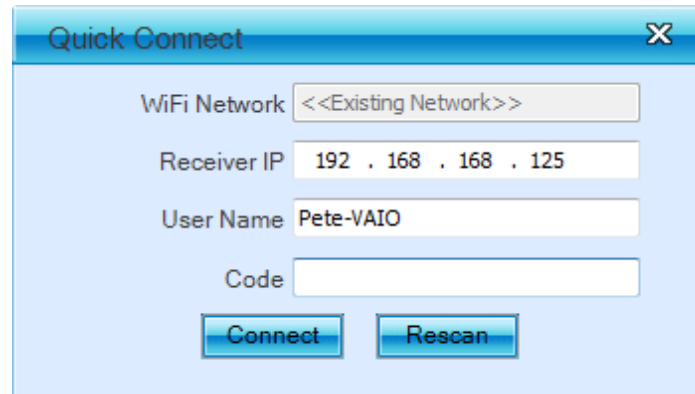 Quick Connect
WiFi Network <<Existing Network>>
Receiver IP 192 . 168 . 168 . 125
User Name Pete-VAIO
Code
Connect Rescan